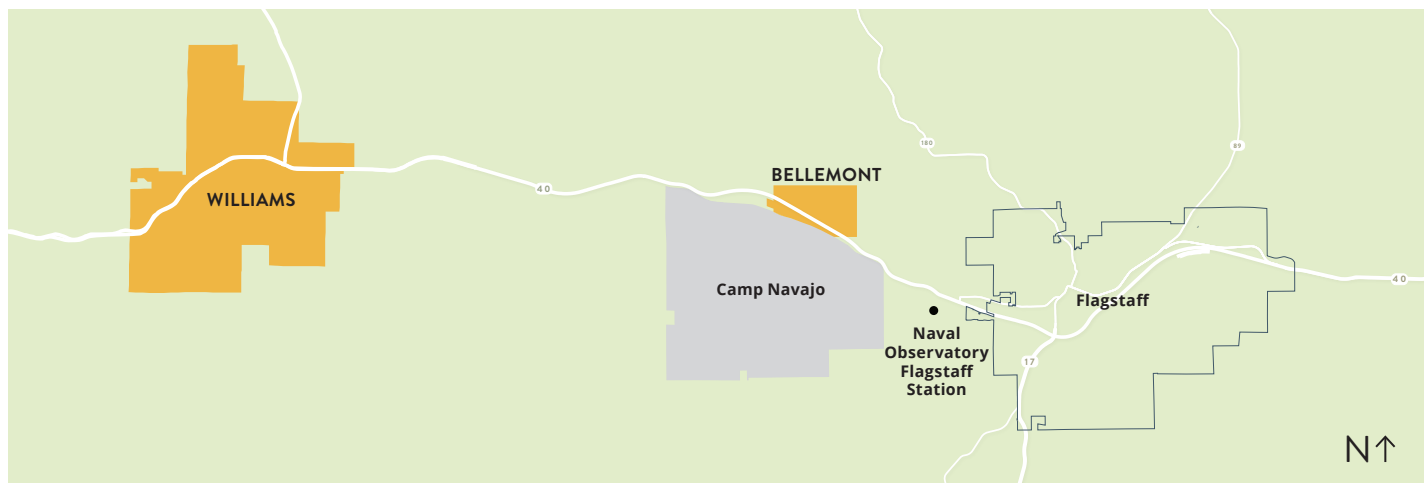 180
89
BELLEMONT
40
WILLIAMS
40
Camp Navajo
Flagstaff
Naval
Observatory
Flagstaff
Station
17
N↑